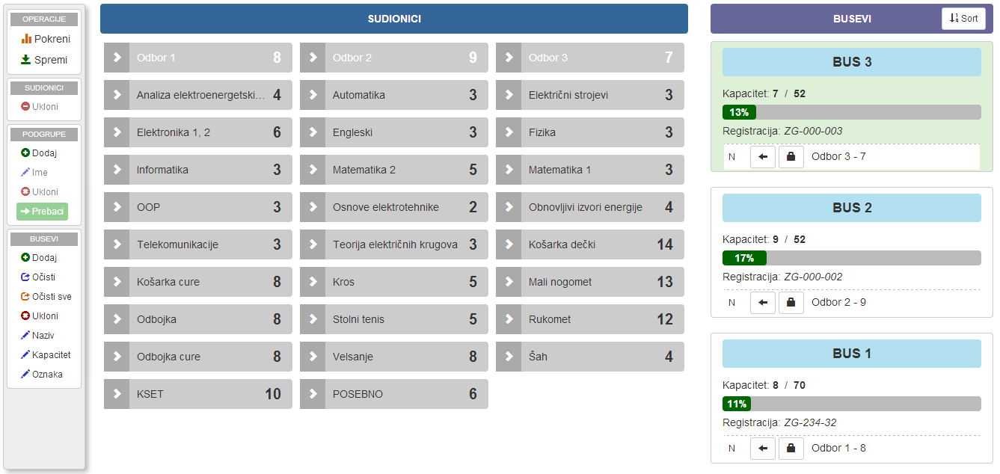 OPERACIJE
Pokreni
Spremi
SUDIONICI
Ukloni
PODGRUPE
Dodaj
Ime
Ukloni
Prebaci
BUSEVI
Dodaj
Očisti
Očisti sve
Ukloni
Naziv
Kapacitet
Oznaka
SUDIONICI
Odbor 1 8
Odbor 2 9
Odbor 3 7
Analiza elektroenergetski... 4
Automatika 3
Električni strojevi 3
Elektronika 1, 2 6
Engleski 3
Fizika 3
Informatika 3
Matematika 2 5
Matematika 1 3
OOP 3
Osnove elektrotehnike 2
Obnovljivi izvori energije 4
Telekomunikacije 3
Teorija električnih krugova 3
Košarka dečki 14
Košarka cure 8
Kros 5
Mali nogomet 13
Odbojka 8
Stolni tenis 5
Rukomet 12
Odbojka cure 8
Velsanje 8
Šah 4
KSET 10
POSEBNO 6
BUSEVI
Sort
BUS 3
Kapacitet: 7 / 52
13%
Registracija: ZG-000-003
N Odbor 3 - 7
BUS 2
Kapacitet: 9 / 52
17%
Registracija: ZG-000-002
N Odbor 2 - 9
BUS 1
Kapacitet: 8 / 70
11%
Registracija: ZG-234-32
N Odbor 1 - 8